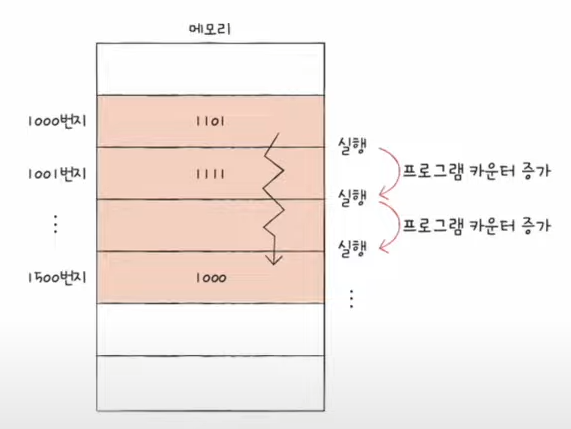 메모리
1000번지 1101
실행
프로그램 카운터 증가
1001번지 1111
실행
프로그램 카운터 증가
⋮
실행
1500번지 1000
⋮